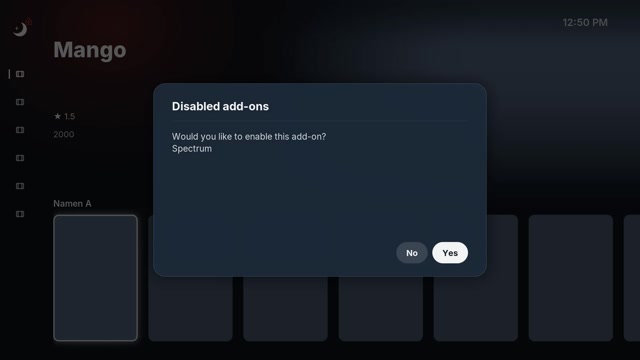 12:50 PM
Mango
★ 1.5
2000
Disabled add-ons
Would you like to enable this add-on?
Spectrum
No
Yes
Namen A